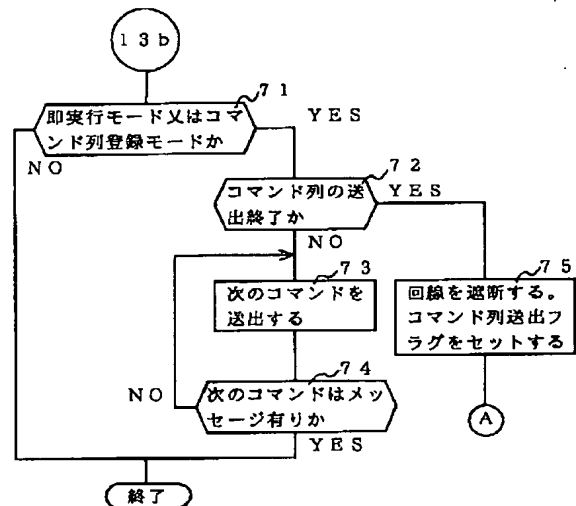 13b
71
即実行モード又はコマ
ンド列登録モードか
YES
NO
72
コマンド列の送
出終了か
YES
NO
73
次のコマンドを
送出する
75
回線を遮断する。
コマンド列送出フ
ラグをセットする
74
NO
次のコマンドはメッ
セージ有りか
YES
A
終了